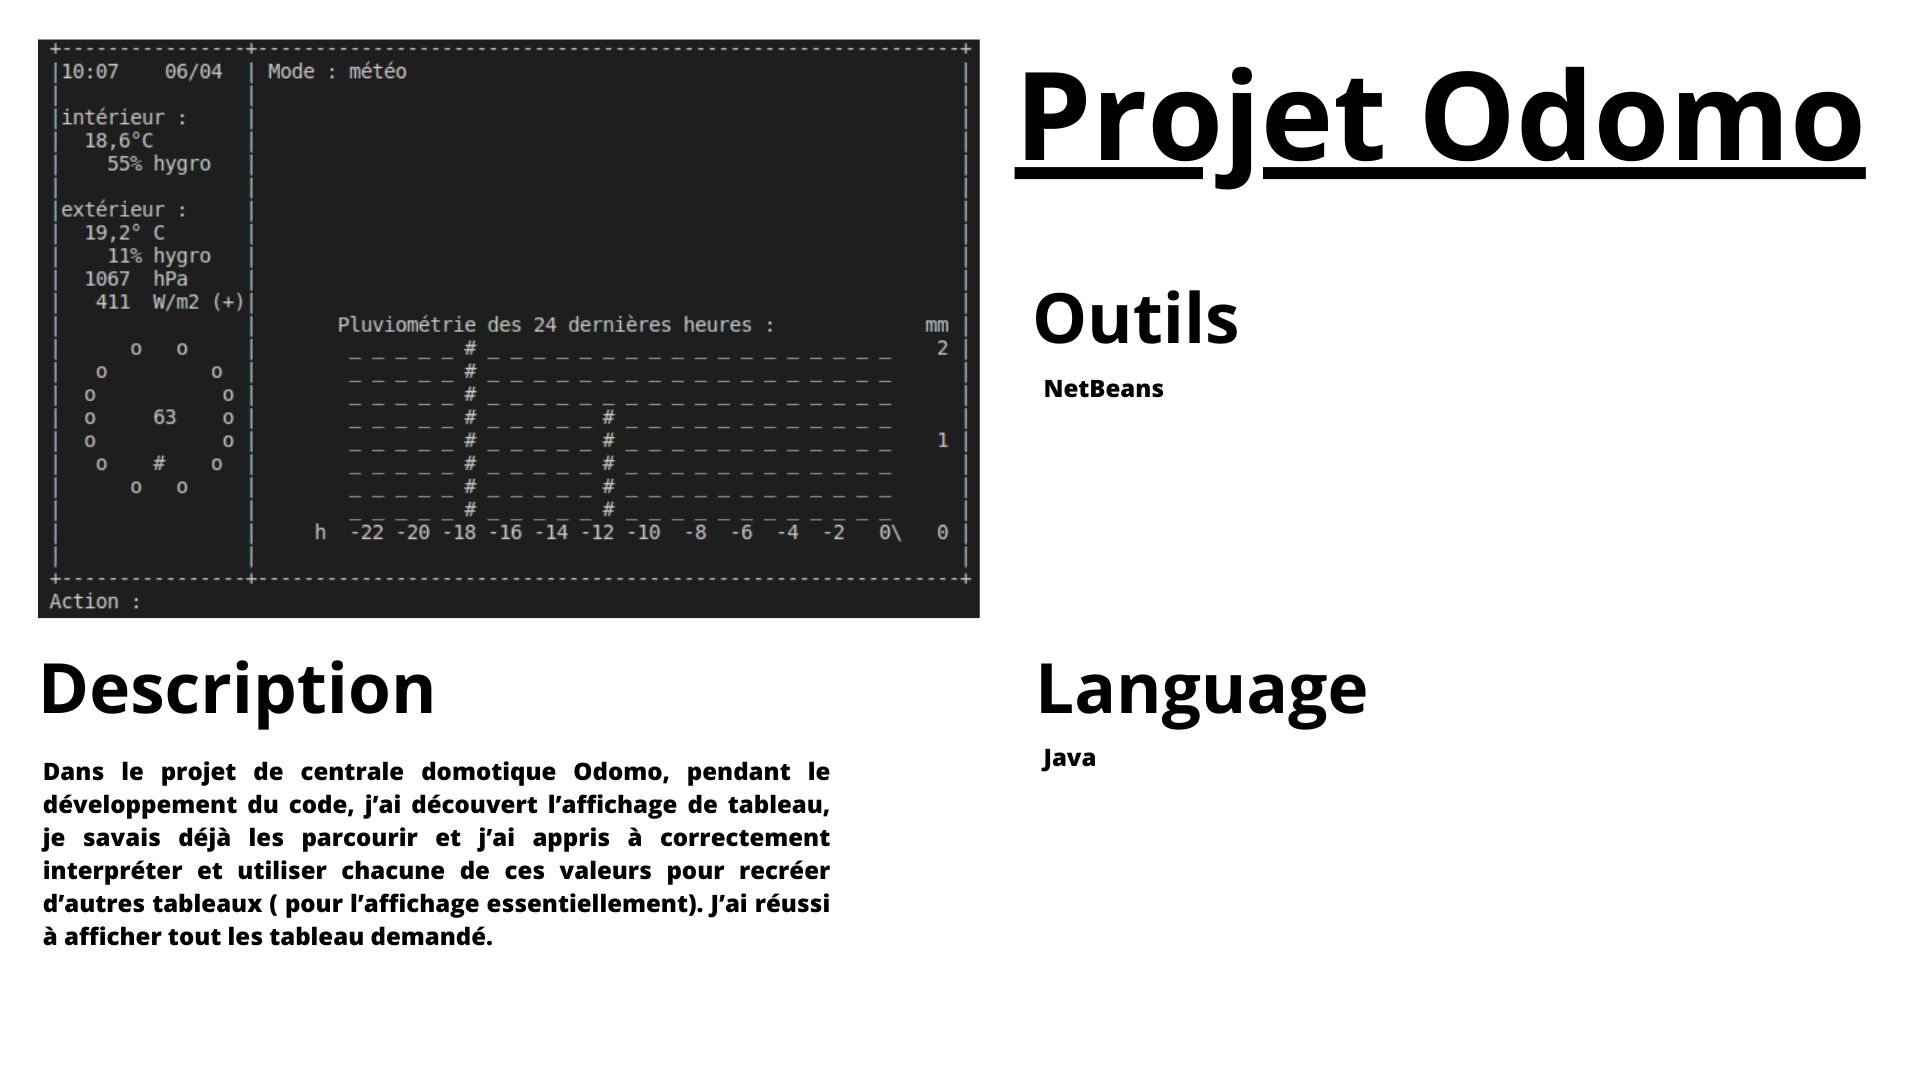 +----------------+-------------------------------------------------------------+
|10:07    06/04  | Mode : météo                                                |
|                |                                                             |
|intérieur :     |                                                             |
|  18,6°C        |                                                             |
|    55% hygro   |                                                             |
|                |                                                             |
|extérieur :     |                                                             |
|  19,2° C       |                                                             |
|    11% hygro   |                                                             |
|  1067  hPa     |                                                             |
|   411  W/m2 (+)|                                                             |
|                |       Pluviométrie des 24 dernières heures :             mm |
|      o   o     |        _ _ _ _ _ # _ _ _ _ _ _ _ _ _ _ _ _ _ _ _ _ _ _    2 |
|   o         o  |        _ _ _ _ _ # _ _ _ _ _ _ _ _ _ _ _ _ _ _ _ _ _ _      |
|  o           o |        _ _ _ _ _ # _ _ _ _ _ _ _ _ _ _ _ _ _ _ _ _ _ _      |
|  o     63    o |        _ _ _ _ _ # _ _ _ _ _ # _ _ _ _ _ _ _ _ _ _ _ _      |
|  o           o |        _ _ _ _ _ # _ _ _ _ _ # _ _ _ _ _ _ _ _ _ _ _ _    1 |
|   o    #    o  |        _ _ _ _ _ # _ _ _ _ _ # _ _ _ _ _ _ _ _ _ _ _ _      |
|      o   o     |        _ _ _ _ _ # _ _ _ _ _ # _ _ _ _ _ _ _ _ _ _ _ _      |
|                |        _ _ _ _ _ # _ _ _ _ _ # _ _ _ _ _ _ _ _ _ _ _ _      |
|                |     h  -22 -20 -18 -16 -14 -12 -10  -8  -6  -4  -2   0\   0 |
|                |                                                             |
+----------------+-------------------------------------------------------------+
Action :
Projet Odomo
Outils
NetBeans
Description
Dans le projet de centrale domotique Odomo, pendant le
développement du code, j’ai découvert l’affichage de tableau,
je savais déjà les parcourir et j’ai appris à correctement
interpréter et utiliser chacune de ces valeurs pour recréer
d’autres tableaux ( pour l’affichage essentiellement). J’ai réussi
à afficher tout les tableau demandé.
Language
Java